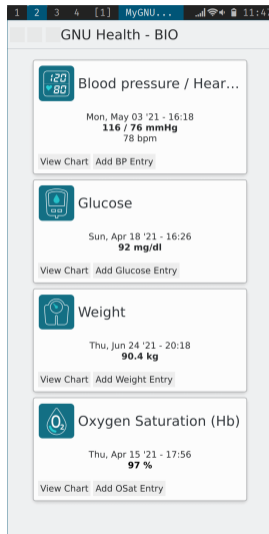 1 2 3 4 [1] MyGNU... 11:4
GNU Health - BIO
120
80
Blood pressure / Hear...
Mon, May 03 '21 - 16:18
116 / 76 mmHg
78 bpm
View Chart Add BP Entry
Glucose
Sun, Apr 18 '21 - 16:26
92 mg/dl
View Chart Add Glucose Entry
Weight
Thu, Jun 24 '21 - 20:18
90.4 kg
View Chart Add Weight Entry
O2
Oxygen Saturation (Hb)
Thu, Apr 15 '21 - 17:56
97 %
View Chart Add OSat Entry